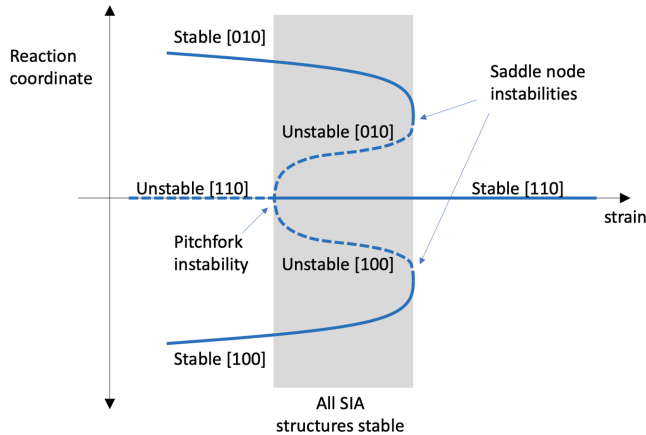 Stable [010]
Reaction
coordinate
Saddle node
instabilities
Unstable [010]
Unstable [110]
Stable [110]
strain
Pitchfork
instability
Unstable [100]
Stable [100]
All SIA
structures stable